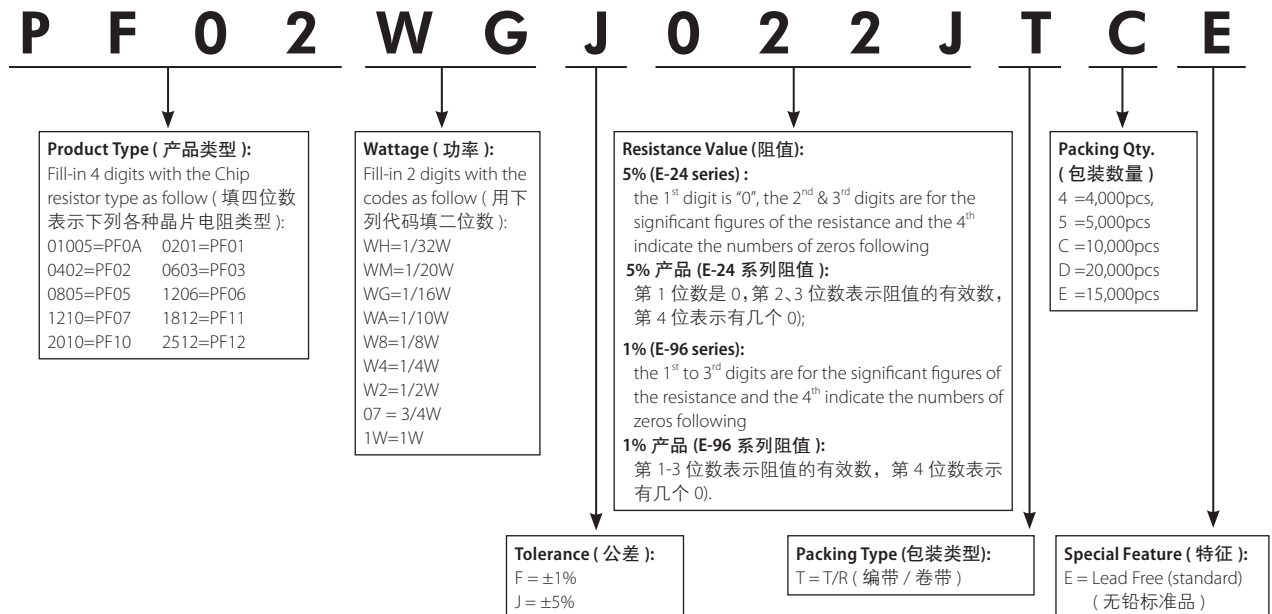 P F 0 2 W G J 0 2 2 J T C E
Product Type ( 产品类型 ):
Fill-in 4 digits with the Chip
resistor type as follow ( 填四位数
表示下列各种晶片电阻类型 ):
01005=PF0A 0201=PF01
0402=PF02 0603=PF03
0805=PF05 1206=PF06
1210=PF07 1812=PF11
2010=PF10 2512=PF12
Wattage ( 功率 ):
Fill-in 2 digits with the
codes as follow ( 用下
列代码填二位数 ):
WH=1/32W
WM=1/20W
WG=1/16W
WA=1/10W
W8=1/8W
W4=1/4W
W2=1/2W
07 = 3/4W
1W=1W
Resistance Value (阻值):
5% (E-24 series) :
the 1st digit is “0”, the 2nd & 3rd digits are for the
significant figures of the resistance and the 4th
indicate the numbers of zeros following
5% 产品 (E-24 系列阻值 ):
第 1 位数是 0，第 2、3 位数表示阻值的有效数，
第 4 位表示有几个 0);
1% (E-96 series):
the 1st to 3rd digits are for the significant figures of
the resistance and the 4th indicate the numbers of
zeros following
1% 产品 (E-96 系列阻值 ):
第 1-3 位数表示阻值的有效数，第 4 位数表示
有几个 0).
Packing Qty.
( 包装数量 )
4 =4,000pcs,
5 =5,000pcs
C =10,000pcs
D =20,000pcs
E =15,000pcs
Tolerance ( 公差 ):
F = ±1%
J = ±5%
Packing Type (包装类型):
T = T/R ( 编带 / 卷带 )
Special Feature ( 特征 ):
E = Lead Free (standard)
( 无铅标准品 )